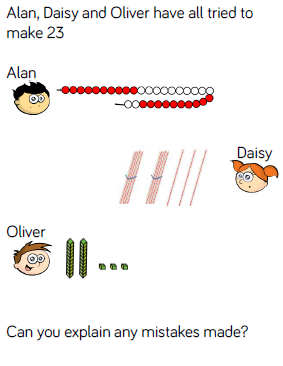 Alan, Daisy and Oliver have all tried to
make 23
Alan
Daisy
Oliver
Can you explain any mistakes made?